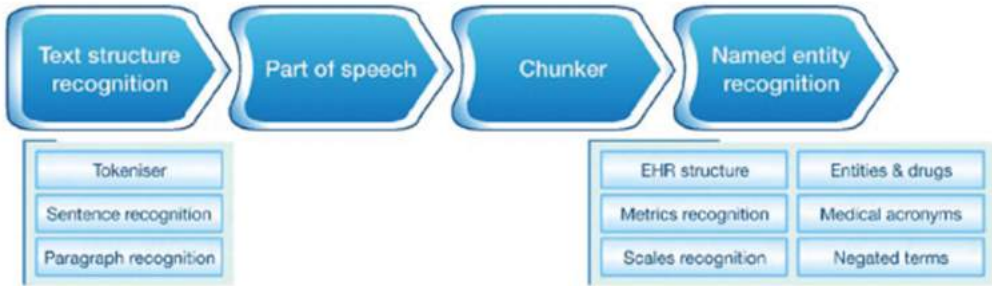 Text structure
recognition
Part of speech
Chunker
Named entity
recognition
Tokeniser
Sentence recognition
Paragraph recognition
EHR structure
Entities & drugs
Metrics recognition
Medical acronyms
Scales recognition
Negated terms